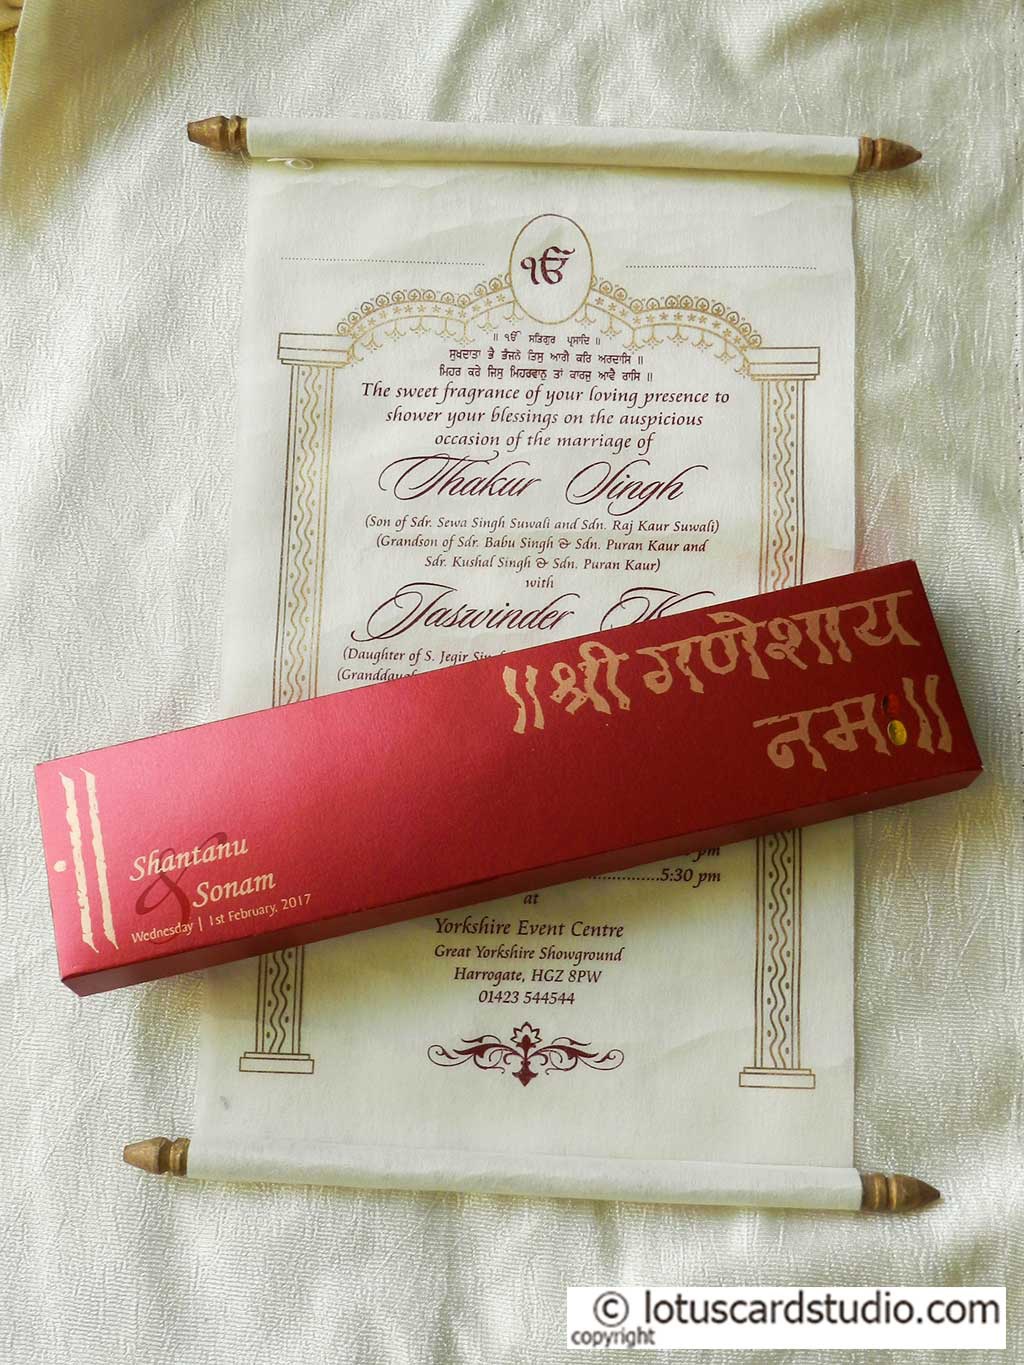 ੴ
॥ ੴ ਸਤਿਗੁਰ ਪ੍ਰਸਾਦਿ ॥
ਸੁਖਦਾਤਾ ਭੈ ਭੰਜਨੋ ਤਿਸੁ ਆਗੈ ਕਰਿ ਅਰਦਾਸਿ ॥
ਮਿਹਰ ਕਰੇ ਜਿਸੁ ਮਿਹਰਵਾਨੁ ਤਾਂ ਕਾਰਜੁ ਆਵੈ ਰਾਸਿ ॥
The sweet fragrance of your loving presence to
shower your blessings on the auspicious
occasion of the marriage of
Thakur Singh
(Son of Sdr. Sewa Singh Suwali and Sdn. Raj Kaur Suwali)
(Grandson of Sdr. Babu Singh & Sdn. Puran Kaur and
Sdr. Kushal Singh & Sdn. Puran Kaur)
with
Jaswinder
(Daughter of S. Jegir
॥श्री गणेशाय
नमः॥
Shantanu
&
Sonam
Wednesday | 1st February, 2017
pm
5:30 pm
at
Yorkshire Event Centre
Great Yorkshire Showground
Harrogate, HGZ 8PW
01423 544544
© lotuscardstudio.com
copyright